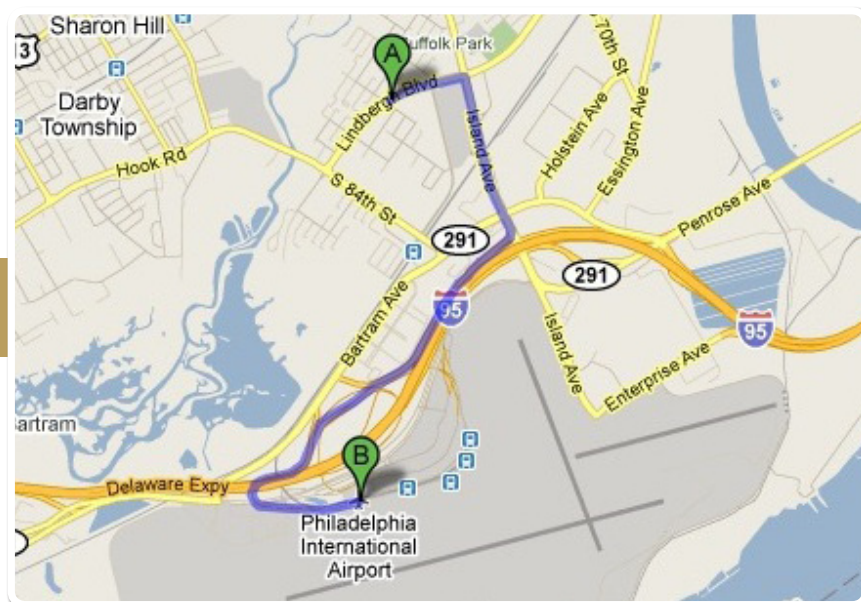 Sharon Hill
13
Darby
Township
Hook Rd
A
Suffolk Park
Lindbergh Blvd
Island Ave
S 84th St
S 70th St
Holstein Ave
Essington Ave
Penrose Ave
291
291
95
95
Bartram Ave
Island Ave
Enterprise Ave
Bartram
Delaware Expy
B
Philadelphia
International
Airport